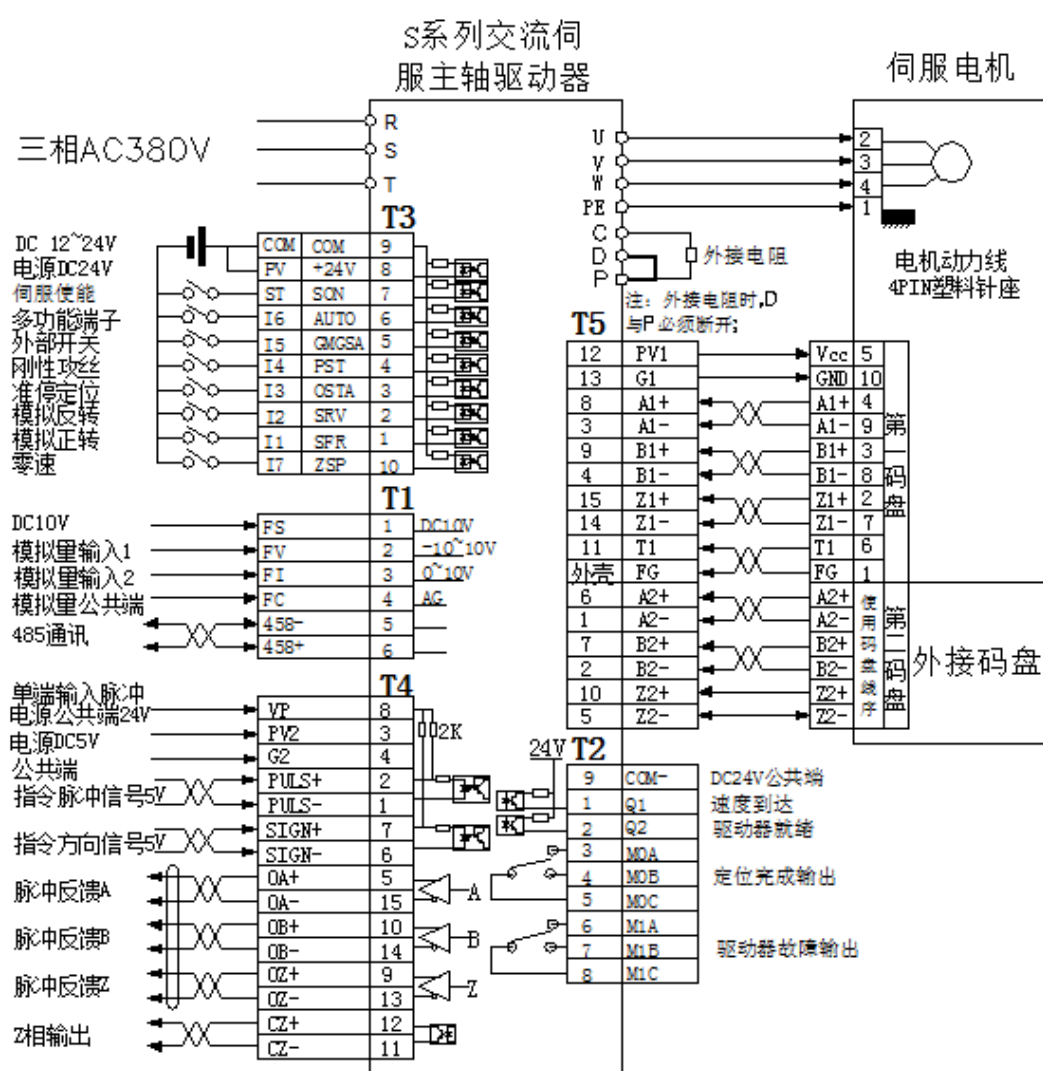 S系列交流伺
服主轴驱动器
伺服电机
三相AC380V
R
S
T
U
V
W
PE
C
D
P
2
3
4
1
外接电阻
电机动力线
4PIN塑料针座
注: 外接电阻时,D
与P必须断开;
T3
DC 12~24V COM COM 9
电源DC24V PV +24V 8
伺服使能 ST SON 7
多功能端子 I6 AUTO 6
外部开关 I5 GMGSA 5
刚性攻丝 I4 PST 4
准停定位 I3 OSTA 3
模拟反转 I2 SRV 2
模拟正转 I1 SFR 1
零速 I7 ZSP 10
T1
DC10V FS 1 DC10V
模拟量输入1 FV 2 -10~10V
模拟量输入2 FI 3 0~10V
模拟量公共端 FC 4 AG
485通讯 458- 5
458+ 6
T4
单端输入脉冲
电源公共端24V VP 8
电源DC5V PV2 3
公共端 G2 4
2K
指令脉冲信号5V PULS+ 2
PULS- 1
指令方向信号5V SIGN+ 7
SIGN- 6
脉冲反馈A OA+ 5
OA- 15 A
脉冲反馈B OB+ 10
OB- 14 B
脉冲反馈Z OZ+ 9
OZ- 13 Z
Z相输出 CZ+ 12
CZ- 11
T5
12 PV1 Vcc 5
13 G1 GND 10
8 A1+ A1+ 4
3 A1- A1- 9
9 B1+ B1+ 3
4 B1- B1- 8
15 Z1+ Z1+ 2
14 Z1- Z1- 7
11 T1 T1 6
外壳 FG FG 1
第一码盘
6 A2+ A2+
1 A2- A2-
7 B2+ B2+
2 B2- B2-
10 Z2+ Z2+
5 Z2- Z2-
使用码盘线序
第二码盘
外接码盘
24V T2
9 COM- DC24V公共端
1 Q1 速度到达
2 Q2 驱动器就绪
3 M0A
4 M0B 定位完成输出
5 M0C
6 M1A
7 M1B 驱动器故障输出
8 M1C